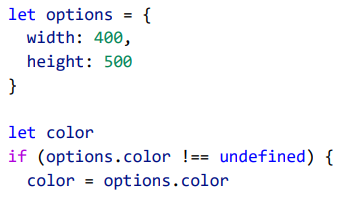 let options = {
  width: 400,
  height: 500
}

let color
if (options.color !== undefined) {
  color = options.color